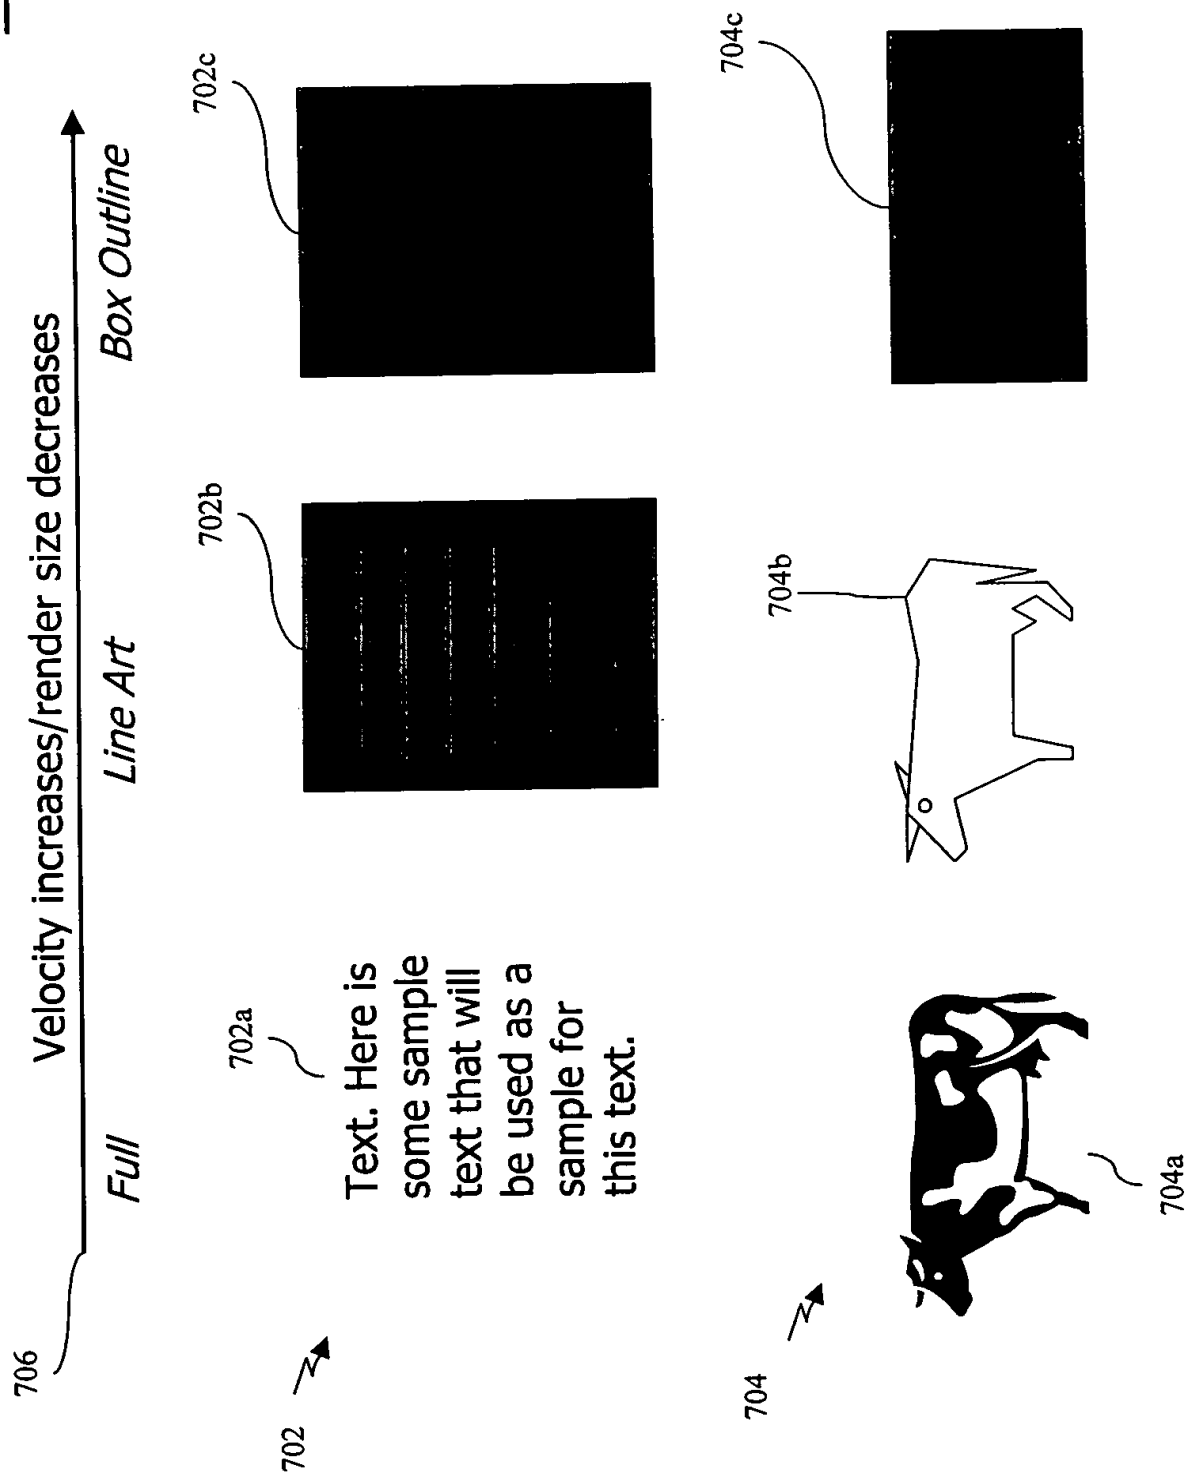 706
Velocity increases/render size decreases
Full
Line Art
Box Outline
702
702a
702b
702c
Text. Here is
some sample
text that will
be used as a
sample for
this text.
704
704a
704b
704c